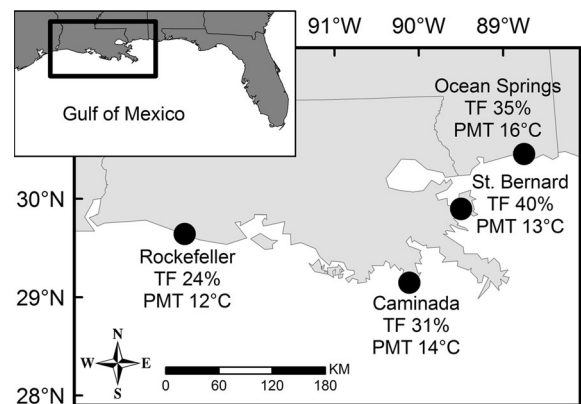 91°W 90°W 89°W
Gulf of Mexico
Ocean Springs
TF 35%
PMT 16°C
30°N
St. Bernard
TF 40%
PMT 13°C
Rockefeller
TF 24%
PMT 12°C
29°N
Caminada
TF 31%
PMT 14°C
N
W E
S
KM
0 60 120 180
28°N